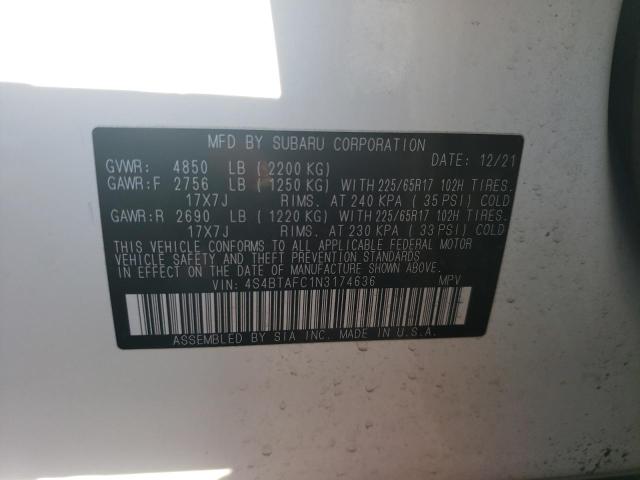 MFD BY SUBARU CORPORATION
GVWR: 4850 LB (2200 KG) DATE: 12/21
GAWR:F 2756 LB (1250 KG) WITH 225/65R17 102H TIRES.
17X7J RIMS. AT 240 KPA (35 PSI) COLD
GAWR:R 2690 LB (1220 KG) WITH 225/65R17 102H TIRES.
17X7J RIMS. AT 230 KPA (33 PSI) COLD
THIS VEHICLE CONFORMS TO ALL APPLICABLE FEDERAL MOTOR
VEHICLE SAFETY AND THEFT PREVENTION STANDARDS
IN EFFECT ON THE DATE OF MANUFACTURE SHOWN ABOVE.
VIN: 4S4BTAFC1N3174636 MPV
ASSEMBLED BY SIA INC. MADE IN U.S.A.